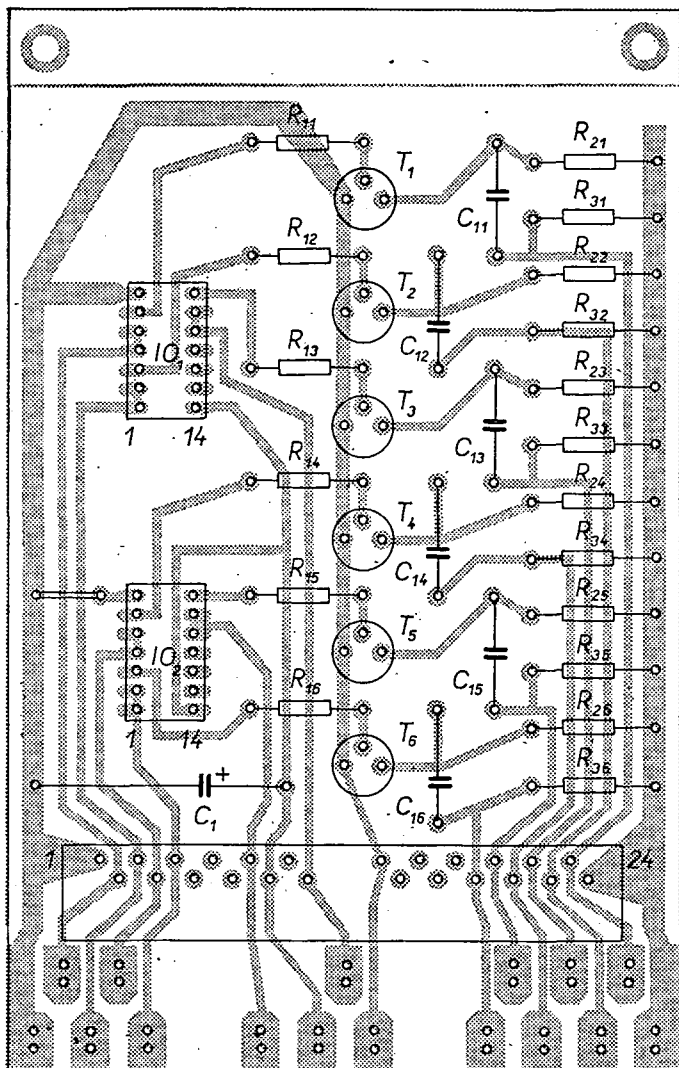 R11
R21
T1
C11
R31
R12
R22
T2
R32
IO1
C12
R13
R23
T3
1 14
C13
R33
R14
R24
T4
R34
C14
R15
R25
T5
IO2
R35
C15
R16
1 14
R26
T6
R36
+
C1
C16
1 24